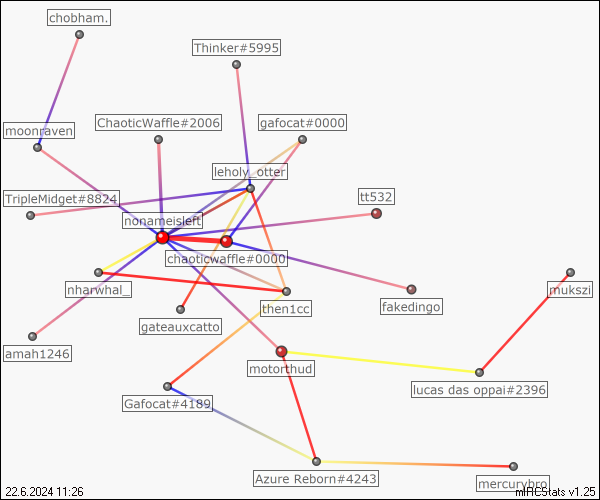 chobham.
Thinker#5995
moonraven
ChaoticWaffle#2006
gafocat#0000
leholy_otter
TripleMidget#8824
tt532
nonameisleft
chaoticwaffle#0000
nharwhal_
mukszi
then1cc
fakedingo
gateauxcatto
amah1246
motorthud
lucas das oppai#2396
Gafocat#4189
Azure Reborn#4243
mercurybro
22.6.2024 11:26
mIRCStats v1.25